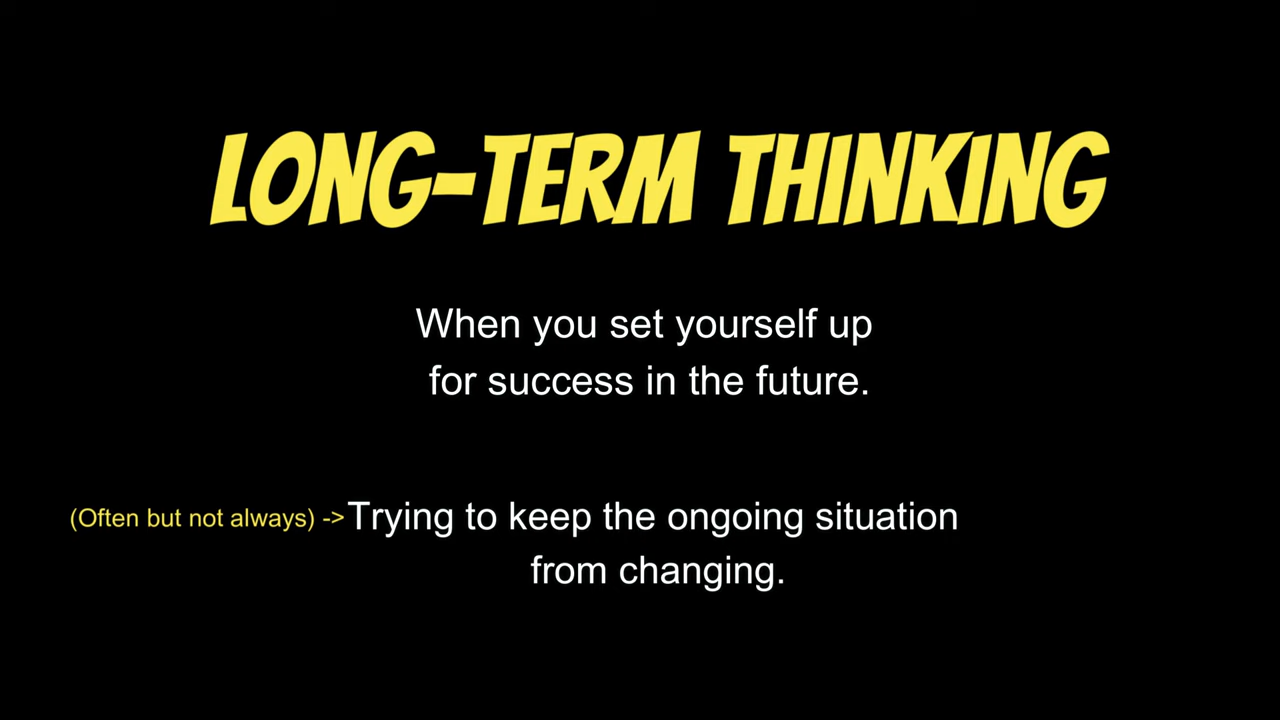 LONG-TERM THINKING
When you set yourself up
for success in the future.
(Often but not always) -> Trying to keep the ongoing situation
from changing.